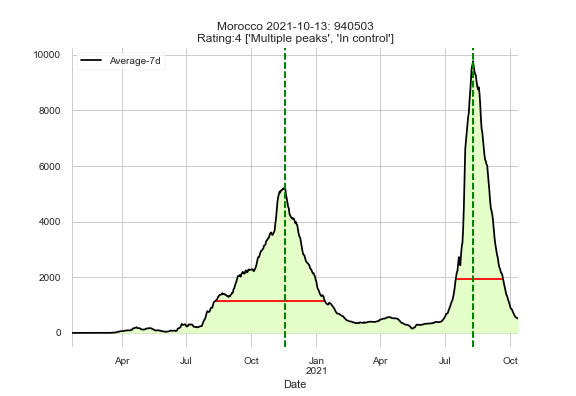 Morocco 2021-10-13: 940503
Rating:4 ['Multiple peaks', 'In control']
Average-7d
10000
8000
6000
4000
2000
0
Apr
Jul
Oct
Jan
2021
Apr
Jul
Oct
Date